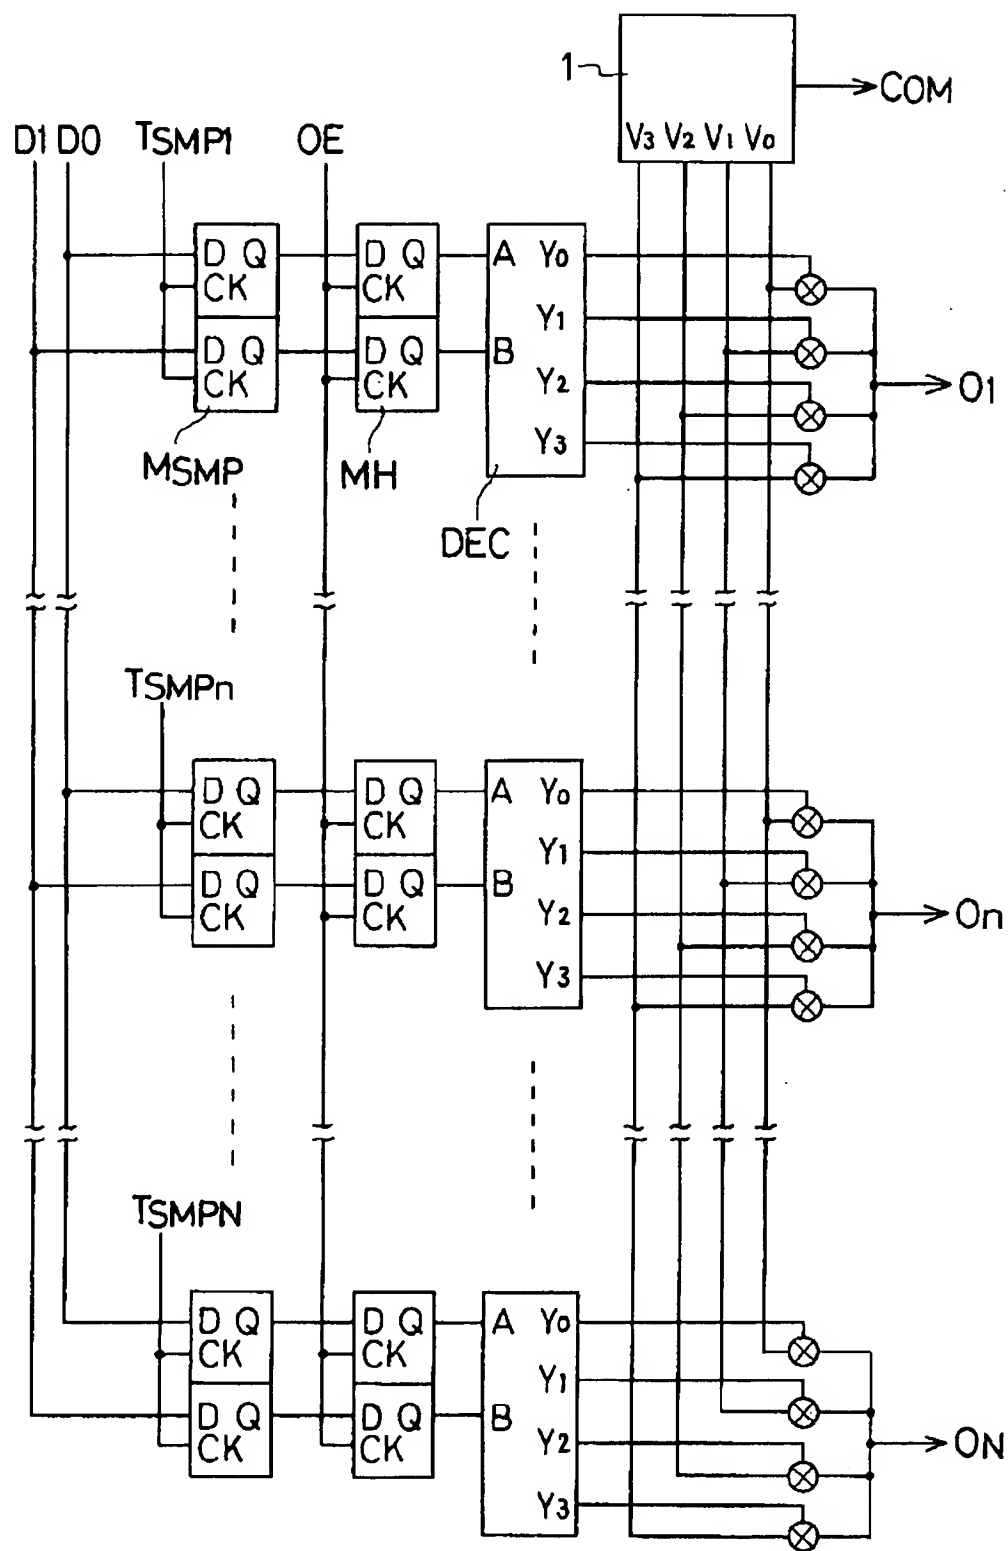 1
COM
V3 V2 V1 V0
D1 D0 TSMP1 OE
D Q D Q A Y0
CK CK
Y1
D Q D Q B
CK CK Y2
O1
Y3
MSMP MH
DEC
TSMPn
D Q D Q A Y0
CK CK
Y1
D Q D Q B
CK CK Y2
On
Y3
TSMPN
D Q D Q A Y0
CK CK
Y1
D Q D Q B
CK CK Y2
ON
Y3